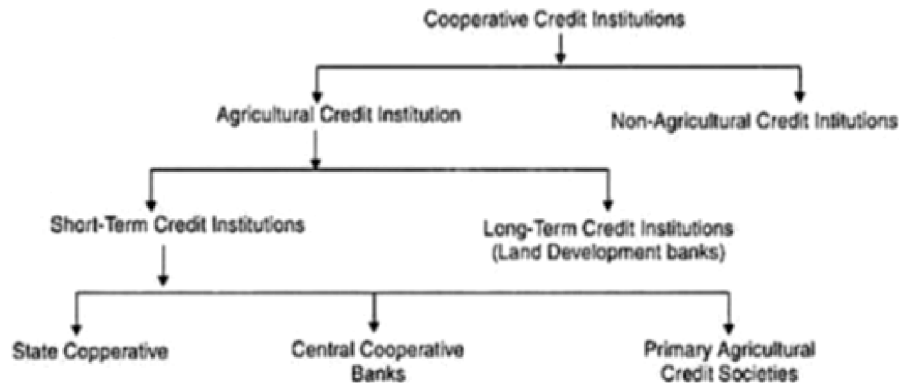 Cooperative Credit Institutions
Agricultural Credit Institution
Non-Agricultural Credit Intitutions
Short-Term Credit Institutions
Long-Term Credit Institutions
(Land Development banks)
State Copperative
Central Cooperative
Banks
Primary Agricultural
Credit Societies